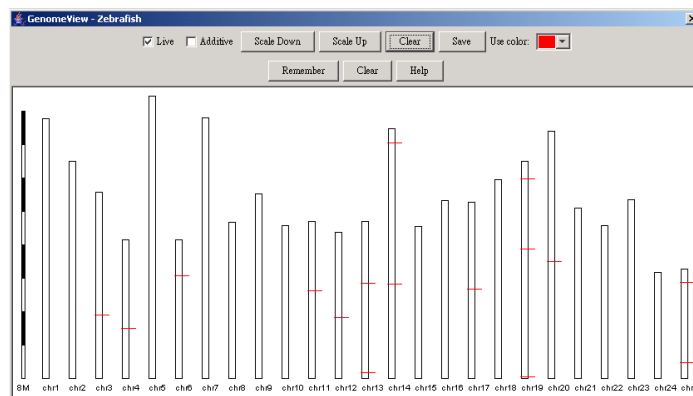 GenomeView - Zebrafish
Live Additive Scale Down Scale Up Clear Save Use color:
Remember Clear Help
8M chr1 chr2 chr3 chr4 chr5 chr6 chr7 chr8 chr9 chr10 chr11 chr12 chr13 chr14 chr15 chr16 chr17 chr18 chr19 chr20 chr21 chr22 chr23 chr24 chr